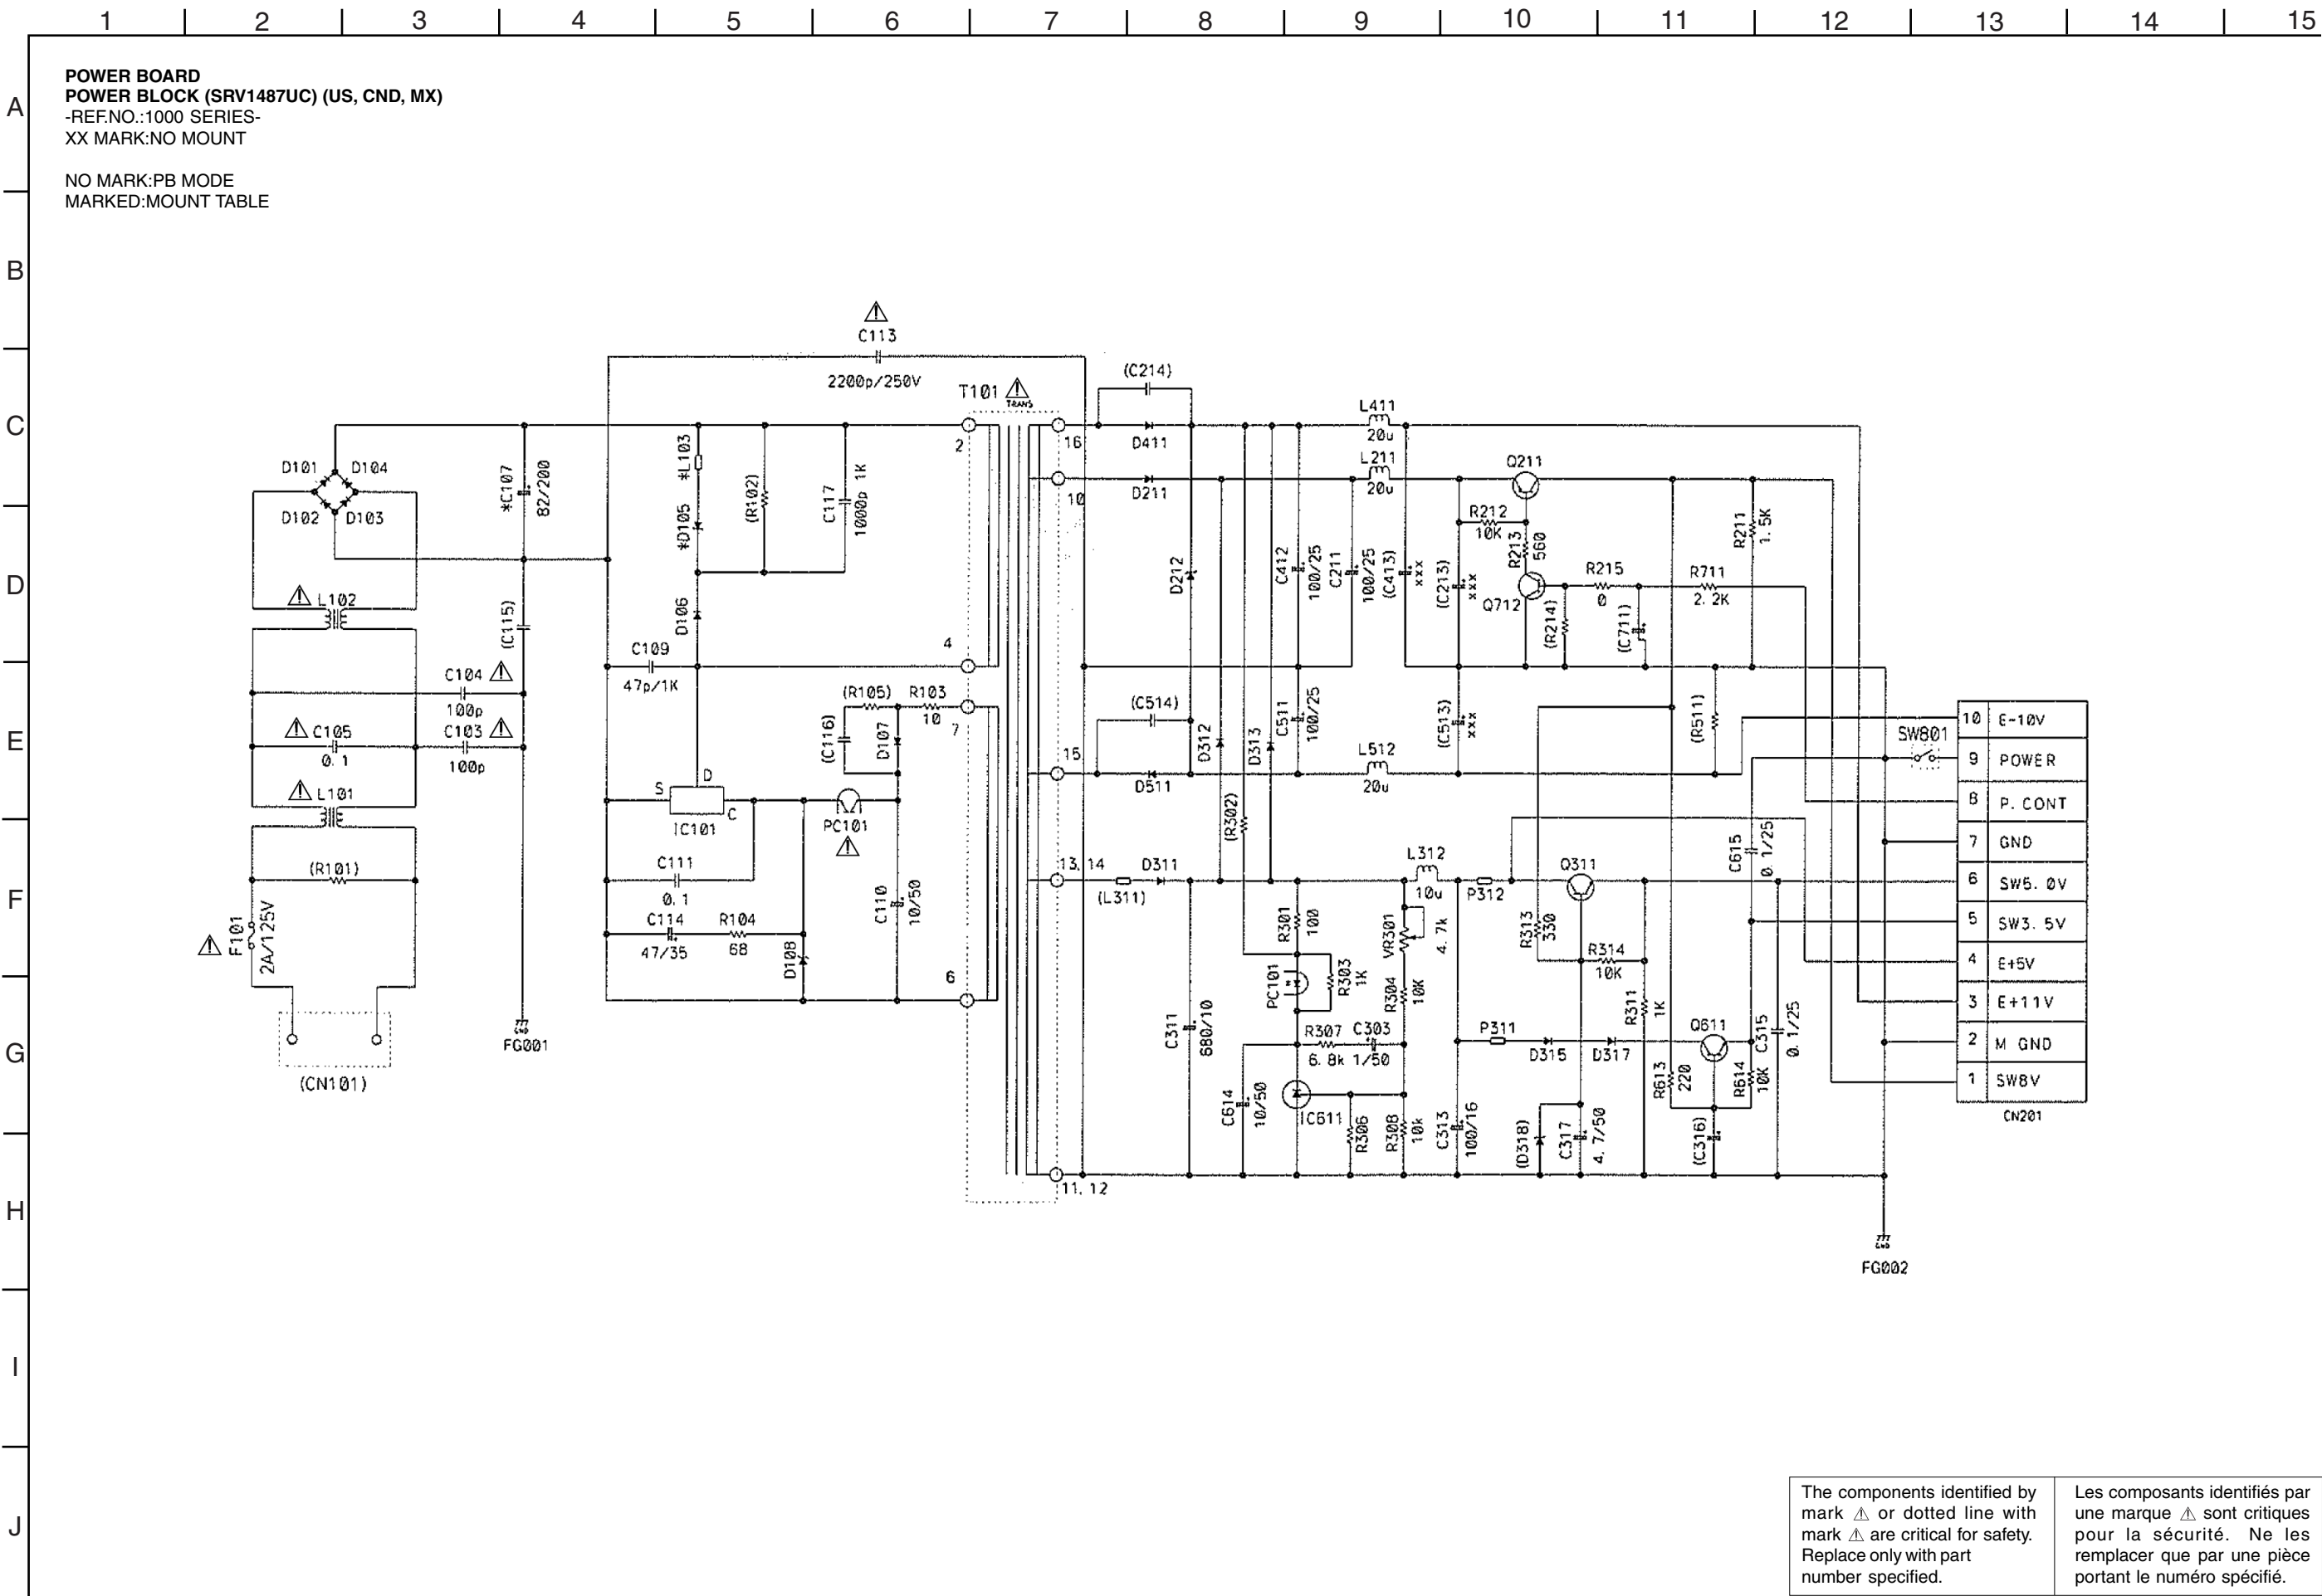 1 2 3 4 5 6 7 8 9 10 11 12 13 14 15
A
B
C
D
E
F
G
H
I
J
POWER BOARD
POWER BLOCK (SRV1487UC) (US, CND, MX)
-REF.NO.:1000 SERIES-
XX MARK:NO MOUNT
NO MARK:PB MODE
MARKED:MOUNT TABLE
C113
2200p/250V
T101
TRANS
D101
D104
D102
D103
*C107
82/200
*L103
*D105
(R102)
C117
1000p 1K
2
L102
(C115)
D106
C109
47p/1K
4
C104
100p
C105
0.1
C103
100p
L101
(R105)
R103
10
7
(C116)
D107
S
D
C
IC101
PC101
(R101)
C111
0.1
C114
47/35
R104
68
C110
10/50
D108
6
F101
2A/125V
(CN101)
FG001
16
10
15
13, 14
11, 12
(C214)
D411
D211
D212
(C514)
D511
D312
D313
(R302)
(L311)
D311
C311
680/10
C412
100/25
C211
100/25
(C413)
xxx
C511
100/25
L411
20u
L211
20u
L512
20u
(C213)
xxx
(C513)
xxx
Q211
R212
10K
R213
560
Q712
R215
0
(R214)
(C711)
R711
2.2K
R211
1.5K
(R511)
L312
10u
P312
Q311
R301
100
VR301
4.7k
PC101
R303
1K
R304
10K
R307
6.8k
C303
1/50
C614
10/50
IC611
R306
R308
10k
C313
100/16
P311
D315
D317
R313
330
R314
10K
R311
1K
(D318)
C317
4.7/50
R613
220
Q611
R614
10K
(C316)
C615
0.1/25
C315
0.1/25
SW801
10 E-10V
9 POWER
8 P. CONT
7 GND
6 SW5.0V
5 SW3.5V
4 E+5V
3 E+11V
2 M GND
1 SW8V
CN201
FG002
The components identified by
mark ⚠ or dotted line with
mark ⚠ are critical for safety.
Replace only with part
number specified.
Les composants identifiés par
une marque ⚠ sont critiques
pour la sécurité. Ne les
remplacer que par une pièce
portant le numéro spécifié.